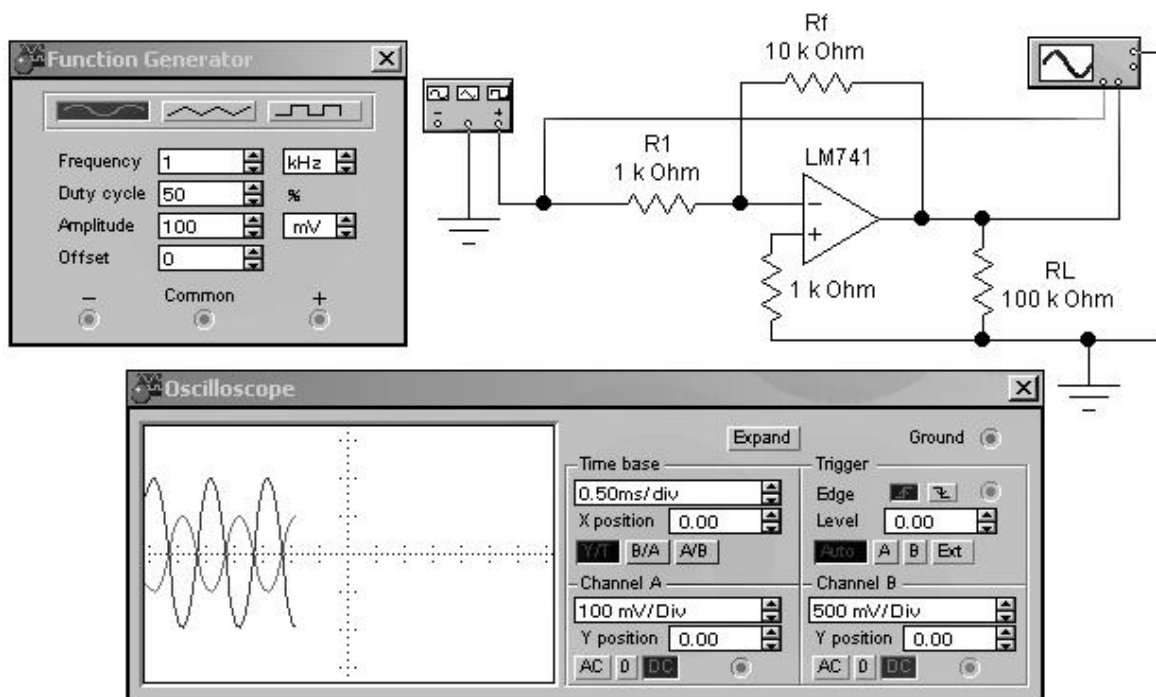 Function Generator
Frequency 1 kHz
Duty cycle 50 %
Amplitude 100 mV
Offset 0
− Common +
− +
Rf
10 k Ohm
R1
1 k Ohm
LM741
−
+
1 k Ohm
RL
100 k Ohm
Oscilloscope
Expand Ground
Time base
0.50ms/div
X position 0.00
Y/T B/A A/B
Trigger
Edge
Level 0.00
Auto A B Ext
Channel A
100 mV/Div
Y position 0.00
AC 0 DC
Channel B
500 mV/Div
Y position 0.00
AC 0 DC